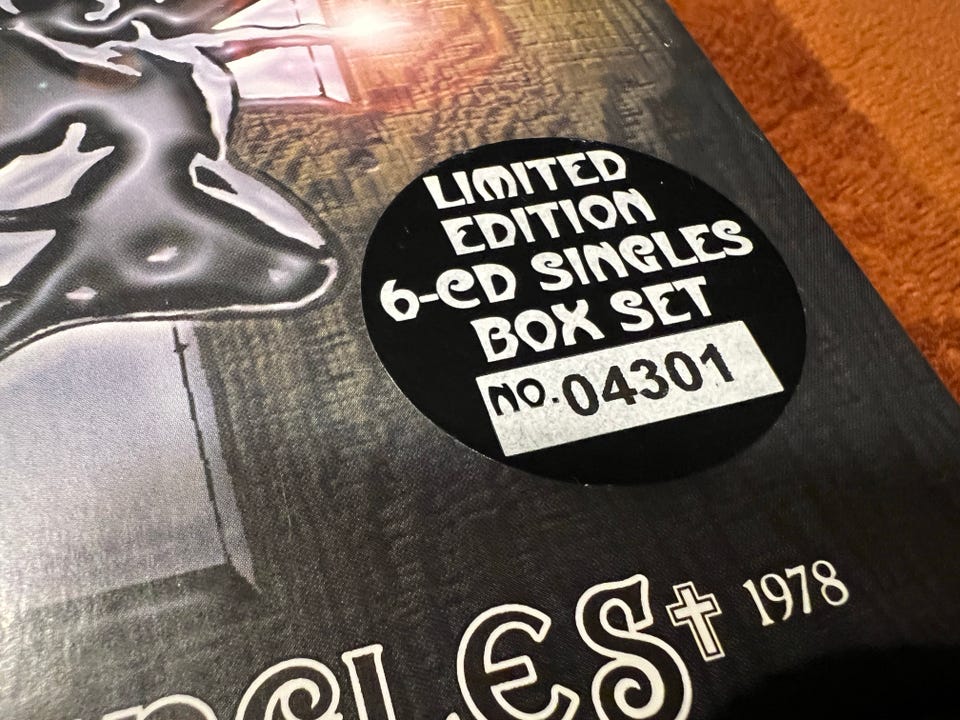 LIMITED
EDITION
6-CD SINGLES
BOX SET
NO. 04301
1978